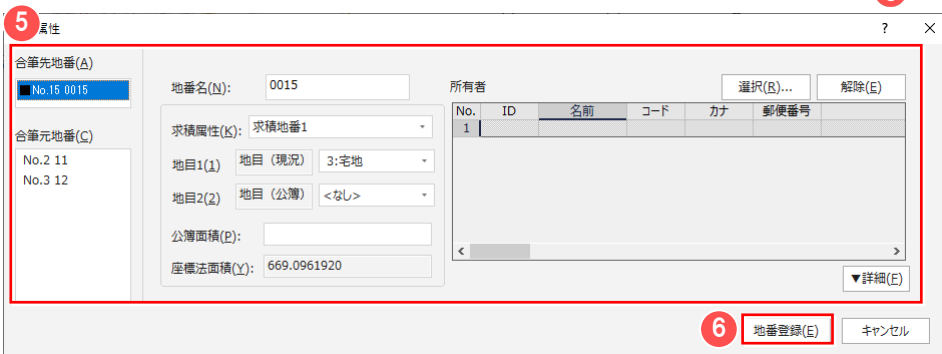 5
属性
?
×
合筆先地番(A)
No.15 0015
合筆元地番(C)
No.2 11
No.3 12
地番名(N): 0015
求積属性(K): 求積地番1
地目1(1) 地目（現況） 3:宅地
地目2(2) 地目（公簿） <なし>
公簿面積(P):
座標法面積(Y): 669.0961920
所有者 選択(R)... 解除(E)
No. ID 名前 コード カナ 郵便番号
1
▼詳細(F)
6 地番登録(E) キャンセル